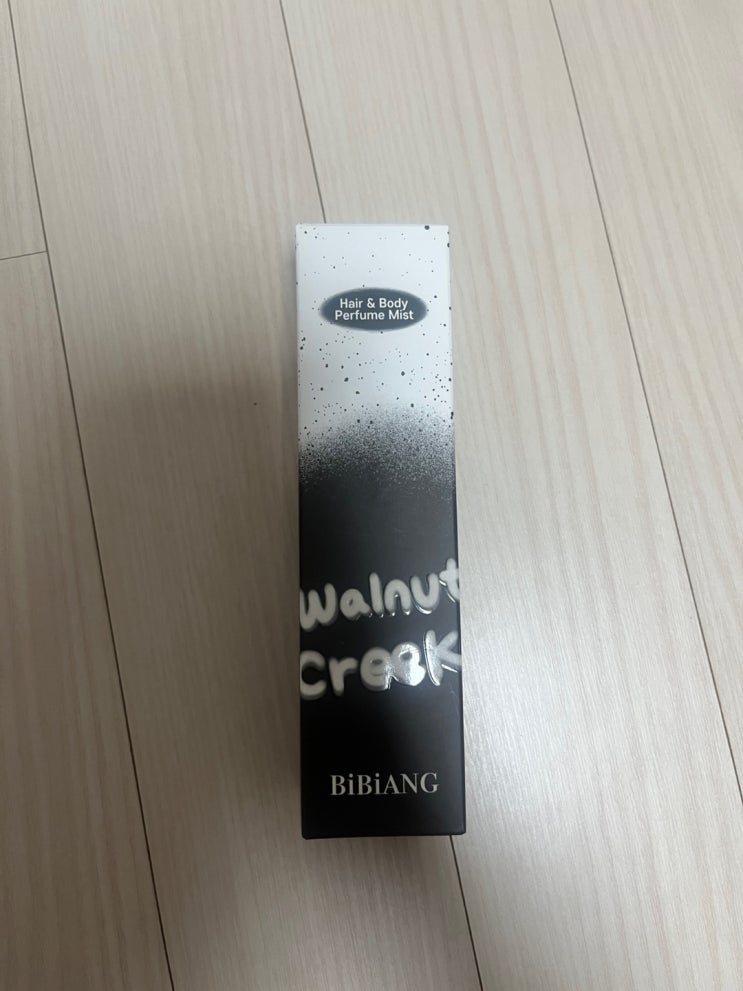 Hair & Body
Perfume Mist
Walnut
Creek
BiBiANG